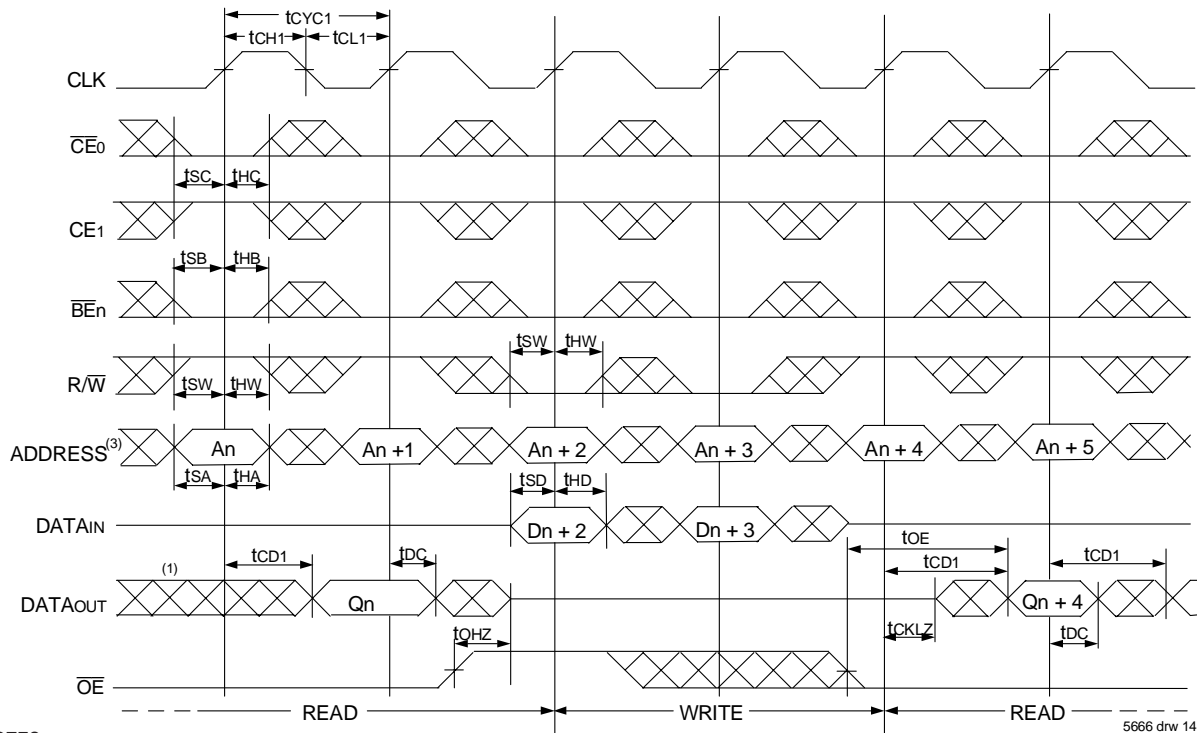 tCYC1
tCH1 tCL1
CLK
CE0
tSC tHC
CE1
tSB tHB
BEn
tSW tHW
R/W
tSW tHW
ADDRESS(3) An An +1 An + 2 An + 3 An + 4 An + 5
tSA tHA
tSD tHD
DATAIN Dn + 2 Dn + 3
tOE
(1) tCD1 tDC tCD1 tCD1
DATAOUT Qn Qn + 4
tOHZ tCKLZ tDC
OE
READ WRITE READ
5666 drw 14